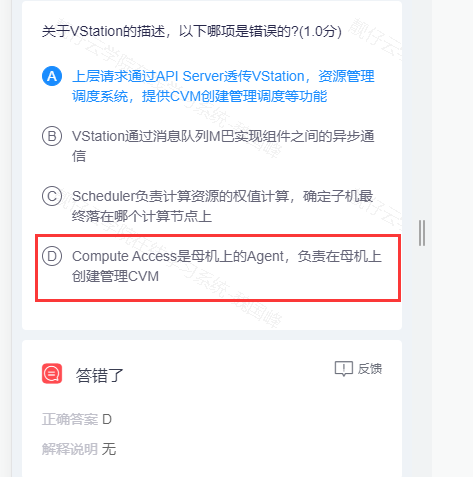 关于VStation的描述，以下哪项是错误的?(1.0分)
A 上层请求通过API Server透传VStation，资源管理
调度系统，提供CVM创建管理调度等功能
B VStation通过消息队列M巴实现组件之间的异步通
信
C Scheduler负责计算资源的权值计算，确定子机最
终落在哪个计算节点上
D Compute Access是母机上的Agent，负责在母机上
创建管理CVM
答错了
反馈
正确答案 D
解释说明 无